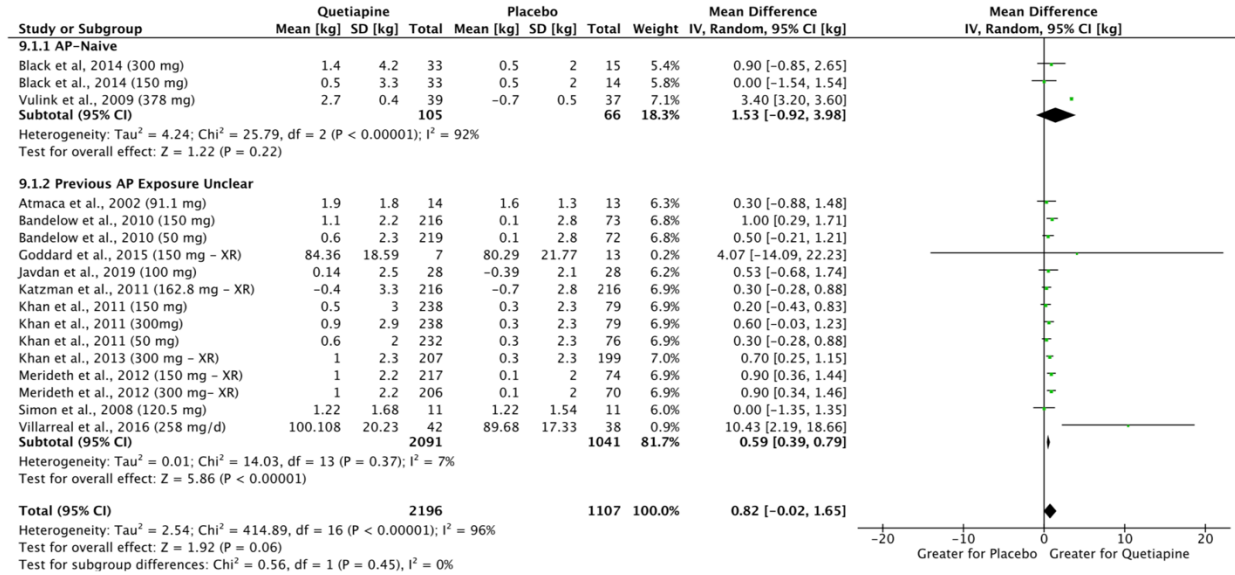 Quetiapine Placebo Mean Difference Mean Difference
Study or Subgroup Mean [kg] SD [kg] Total Mean [kg] SD [kg] Total Weight IV, Random, 95% CI [kg] IV, Random, 95% CI [kg]
9.1.1 AP-Naive
Black et al, 2014 (300 mg) 1.4 4.2 33 0.5 2 15 5.4% 0.90 [-0.85, 2.65]
Black et al., 2014 (150 mg) 0.5 3.3 33 0.5 2 14 5.8% 0.00 [-1.54, 1.54]
Vulink et al., 2009 (378 mg) 2.7 0.4 39 -0.7 0.5 37 7.1% 3.40 [3.20, 3.60]
Subtotal (95% CI) 105 66 18.3% 1.53 [-0.92, 3.98]
Heterogeneity: Tau² = 4.24; Chi² = 25.79, df = 2 (P < 0.00001); I² = 92%
Test for overall effect: Z = 1.22 (P = 0.22)
9.1.2 Previous AP Exposure Unclear
Atmaca et al., 2002 (91.1 mg) 1.9 1.8 14 1.6 1.3 13 6.3% 0.30 [-0.88, 1.48]
Bandelow et al., 2010 (150 mg) 1.1 2.2 216 0.1 2.8 73 6.8% 1.00 [0.29, 1.71]
Bandelow et al., 2010 (50 mg) 0.6 2.3 219 0.1 2.8 72 6.8% 0.50 [-0.21, 1.21]
Goddard et al., 2015 (150 mg - XR) 84.36 18.59 7 80.29 21.77 13 0.2% 4.07 [-14.09, 22.23]
Javdan et al., 2019 (100 mg) 0.14 2.5 28 -0.39 2.1 28 6.2% 0.53 [-0.68, 1.74]
Katzman et al., 2011 (162.8 mg - XR) -0.4 3.3 216 -0.7 2.8 216 6.9% 0.30 [-0.28, 0.88]
Khan et al., 2011 (150 mg) 0.5 3 238 0.3 2.3 79 6.9% 0.20 [-0.43, 0.83]
Khan et al., 2011 (300mg) 0.9 2.9 238 0.3 2.3 79 6.9% 0.60 [-0.03, 1.23]
Khan et al., 2011 (50 mg) 0.6 2 232 0.3 2.3 76 6.9% 0.30 [-0.28, 0.88]
Khan et al., 2013 (300 mg - XR) 1 2.3 207 0.3 2.3 199 7.0% 0.70 [0.25, 1.15]
Merideth et al., 2012 (150 mg - XR) 1 2.2 217 0.1 2 74 6.9% 0.90 [0.36, 1.44]
Merideth et al., 2012 (300 mg- XR) 1 2.2 206 0.1 2 70 6.9% 0.90 [0.34, 1.46]
Simon et al., 2008 (120.5 mg) 1.22 1.68 11 1.22 1.54 11 6.0% 0.00 [-1.35, 1.35]
Villarreal et al., 2016 (258 mg/d) 100.108 20.23 42 89.68 17.33 38 0.9% 10.43 [2.19, 18.66]
Subtotal (95% CI) 2091 1041 81.7% 0.59 [0.39, 0.79]
Heterogeneity: Tau² = 0.01; Chi² = 14.03, df = 13 (P = 0.37); I² = 7%
Test for overall effect: Z = 5.86 (P < 0.00001)
Total (95% CI) 2196 1107 100.0% 0.82 [-0.02, 1.65]
Heterogeneity: Tau² = 2.54; Chi² = 414.89, df = 16 (P < 0.00001); I² = 96%
Test for overall effect: Z = 1.92 (P = 0.06)
Test for subgroup differences: Chi² = 0.56, df = 1 (P = 0.45), I² = 0%
-20 -10 0 10 20
Greater for Placebo Greater for Quetiapine